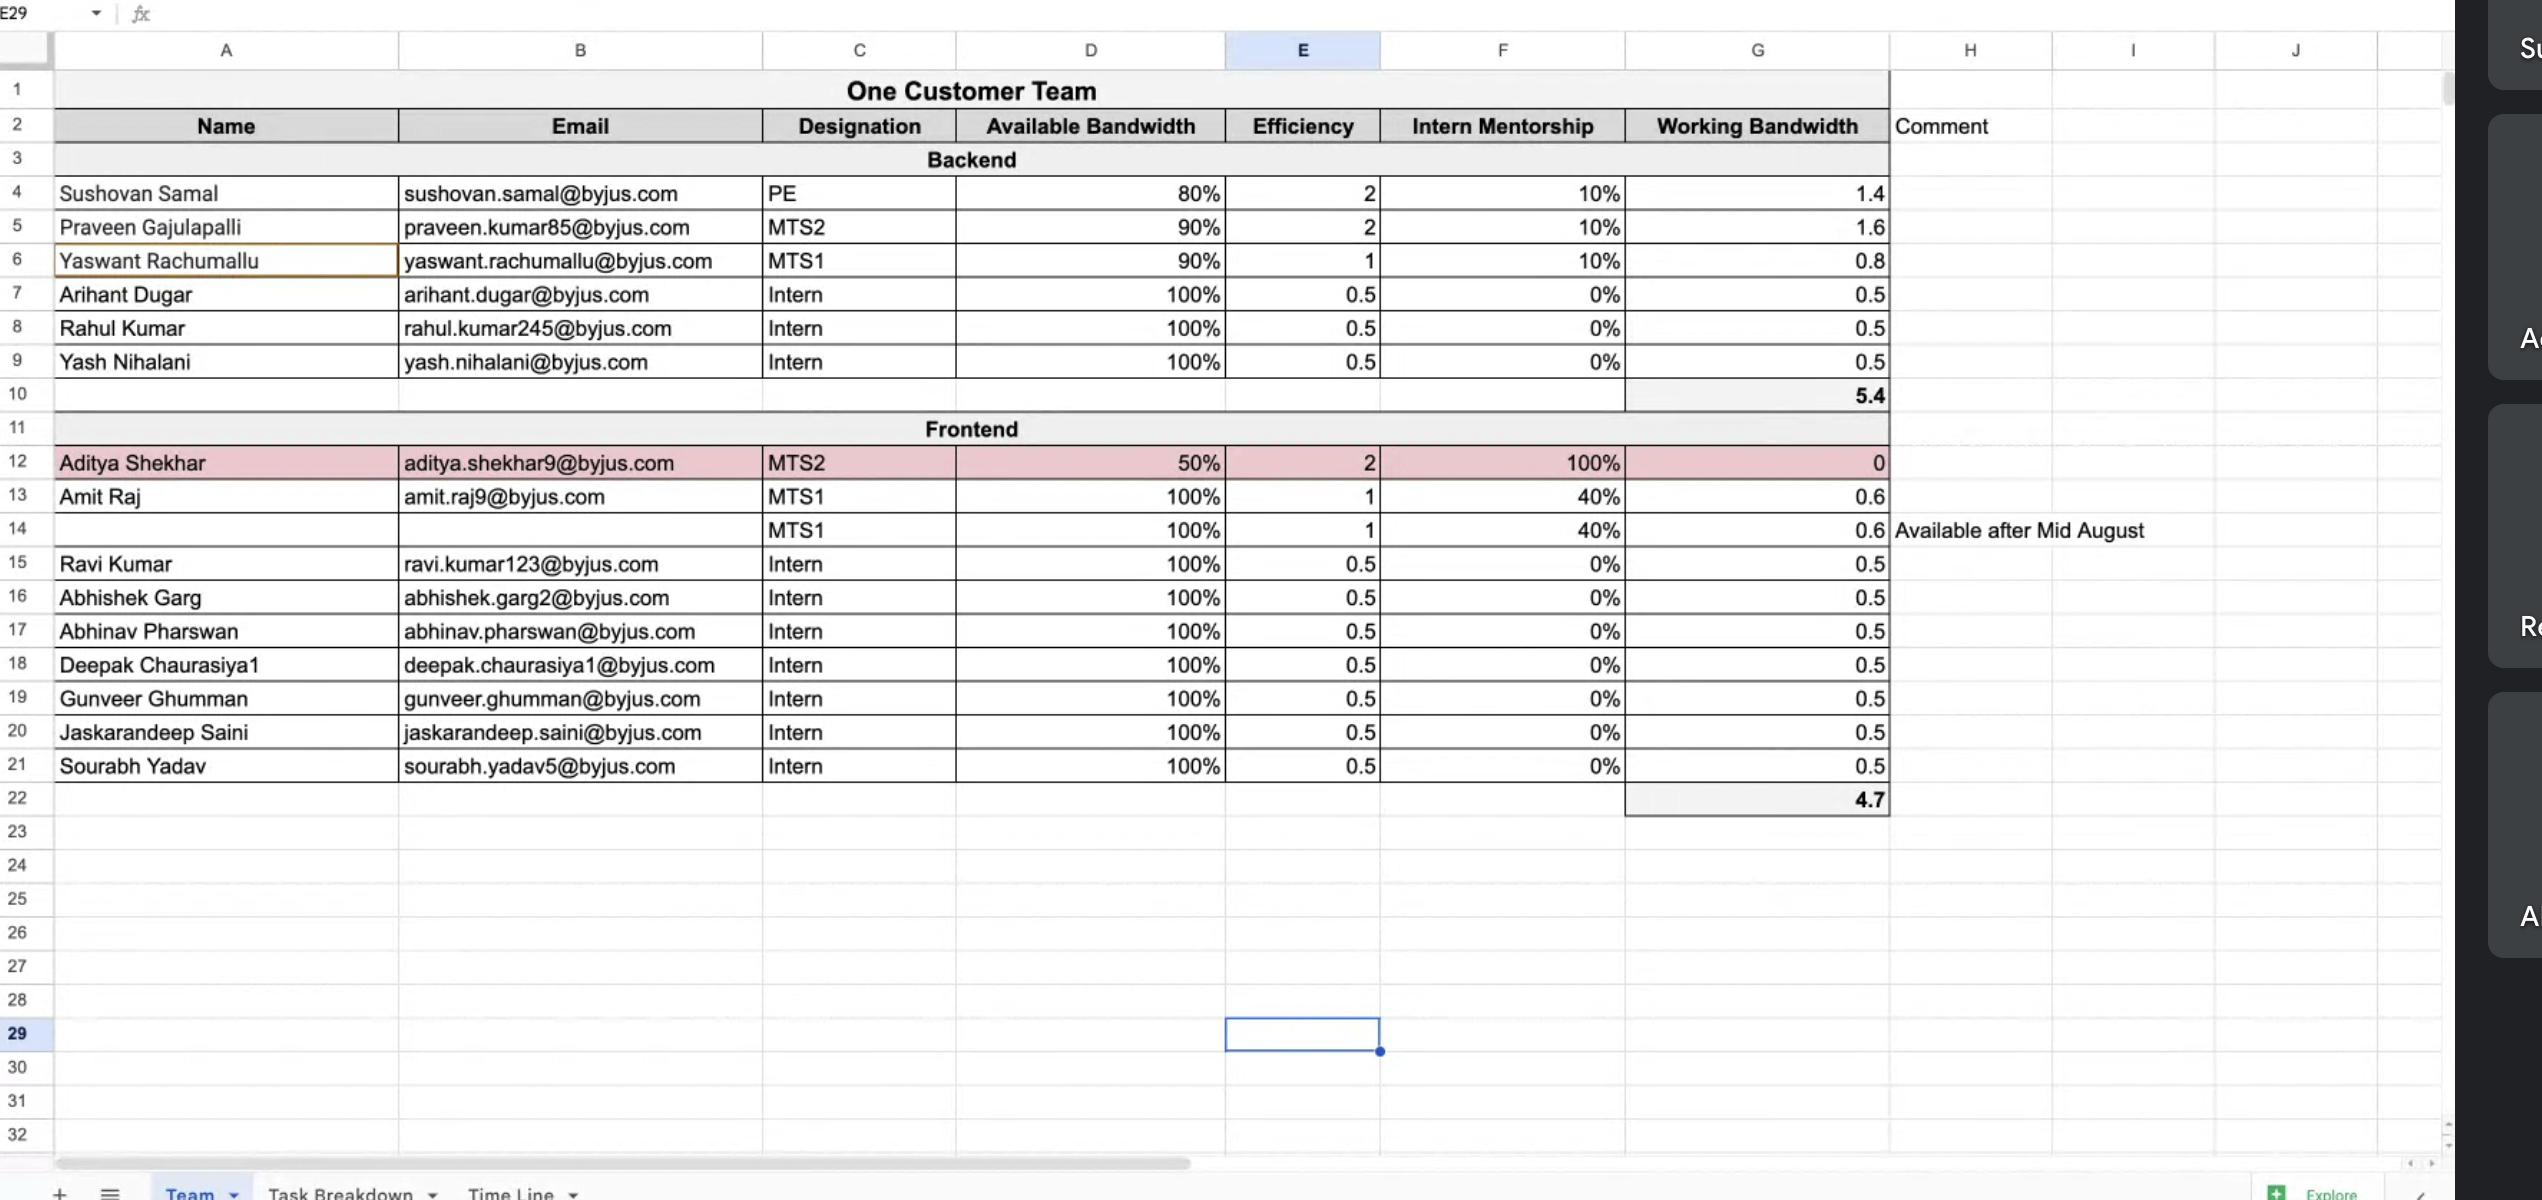 E29 fx
A B C D E F G H I J
1 One Customer Team
2 Name Email Designation Available Bandwidth Efficiency Intern Mentorship Working Bandwidth Comment
3 Backend
4 Sushovan Samal sushovan.samal@byjus.com PE 80% 2 10% 1.4
5 Praveen Gajulapalli praveen.kumar85@byjus.com MTS2 90% 2 10% 1.6
6 Yaswant Rachumallu yaswant.rachumallu@byjus.com MTS1 90% 1 10% 0.8
7 Arihant Dugar arihant.dugar@byjus.com Intern 100% 0.5 0% 0.5
8 Rahul Kumar rahul.kumar245@byjus.com Intern 100% 0.5 0% 0.5
9 Yash Nihalani yash.nihalani@byjus.com Intern 100% 0.5 0% 0.5
10 5.4
11 Frontend
12 Aditya Shekhar aditya.shekhar9@byjus.com MTS2 50% 2 100% 0
13 Amit Raj amit.raj9@byjus.com MTS1 100% 1 40% 0.6
14 MTS1 100% 1 40% 0.6 Available after Mid August
15 Ravi Kumar ravi.kumar123@byjus.com Intern 100% 0.5 0% 0.5
16 Abhishek Garg abhishek.garg2@byjus.com Intern 100% 0.5 0% 0.5
17 Abhinav Pharswan abhinav.pharswan@byjus.com Intern 100% 0.5 0% 0.5
18 Deepak Chaurasiya1 deepak.chaurasiya1@byjus.com Intern 100% 0.5 0% 0.5
19 Gunveer Ghumman gunveer.ghumman@byjus.com Intern 100% 0.5 0% 0.5
20 Jaskarandeep Saini jaskarandeep.saini@byjus.com Intern 100% 0.5 0% 0.5
21 Sourabh Yadav sourabh.yadav5@byjus.com Intern 100% 0.5 0% 0.5
22 4.7
23
24
25
26
27
28
29
30
31
32
Team Task Breakdown Time Line Explore